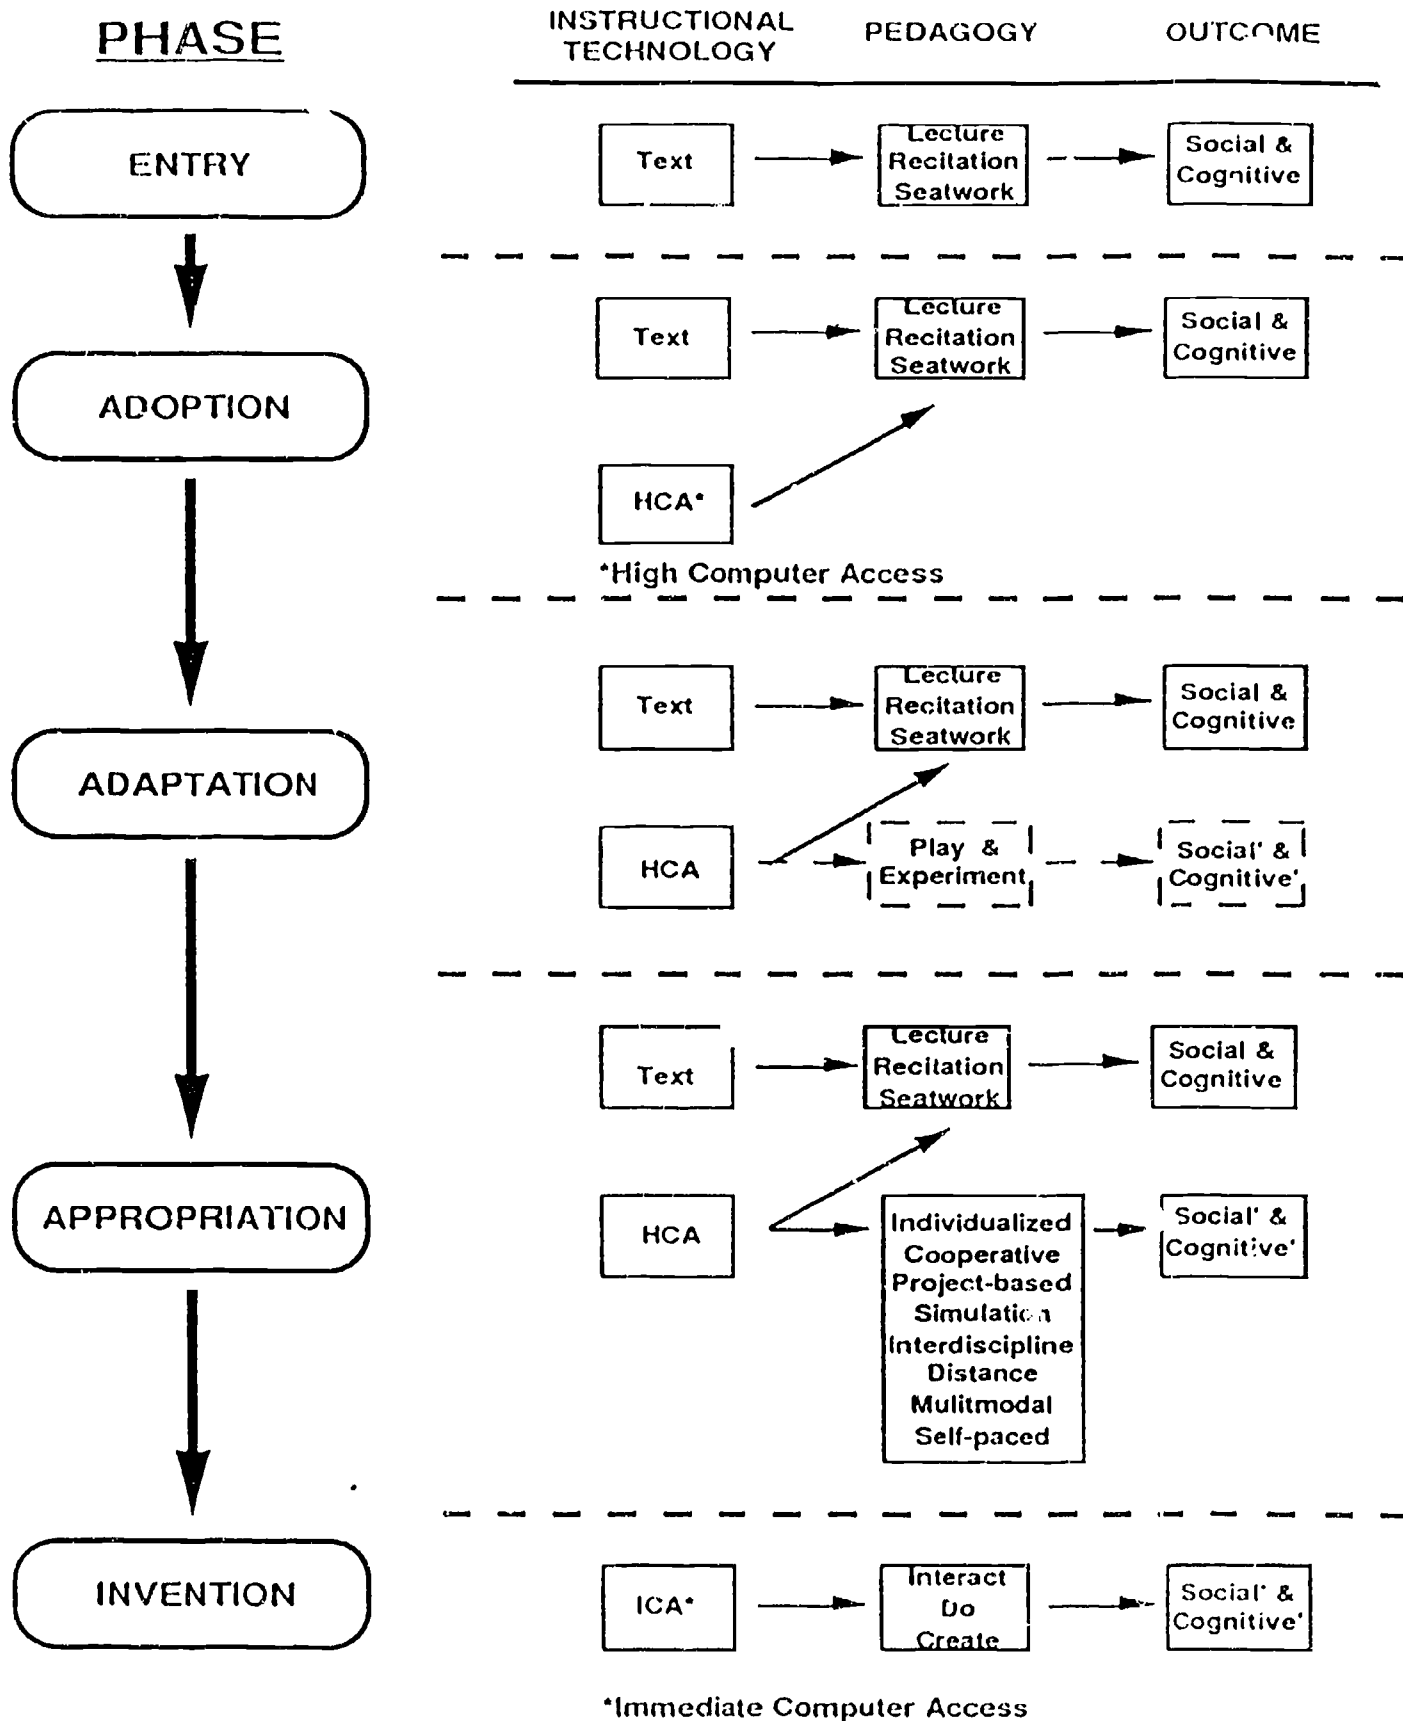 PHASE
INSTRUCTIONAL
TECHNOLOGY
PEDAGOGY
OUTCOME
ENTRY
Text
Lecture
Recitation
Seatwork
Social &
Cognitive
ADOPTION
Text
Lecture
Recitation
Seatwork
Social &
Cognitive
HCA*
*High Computer Access
ADAPTATION
Text
Lecture
Recitation
Seatwork
Social &
Cognitive
HCA
Play &
Experiment
Social' &
Cognitive'
APPROPRIATION
Text
Lecture
Recitation
Seatwork
Social &
Cognitive
HCA
Individualized
Cooperative
Project-based
Simulation
Interdiscipline
Distance
Mulitmodal
Self-paced
Social' &
Cognitive'
INVENTION
ICA*
Interact
Do
Create
Social' &
Cognitive'
*Immediate Computer Access